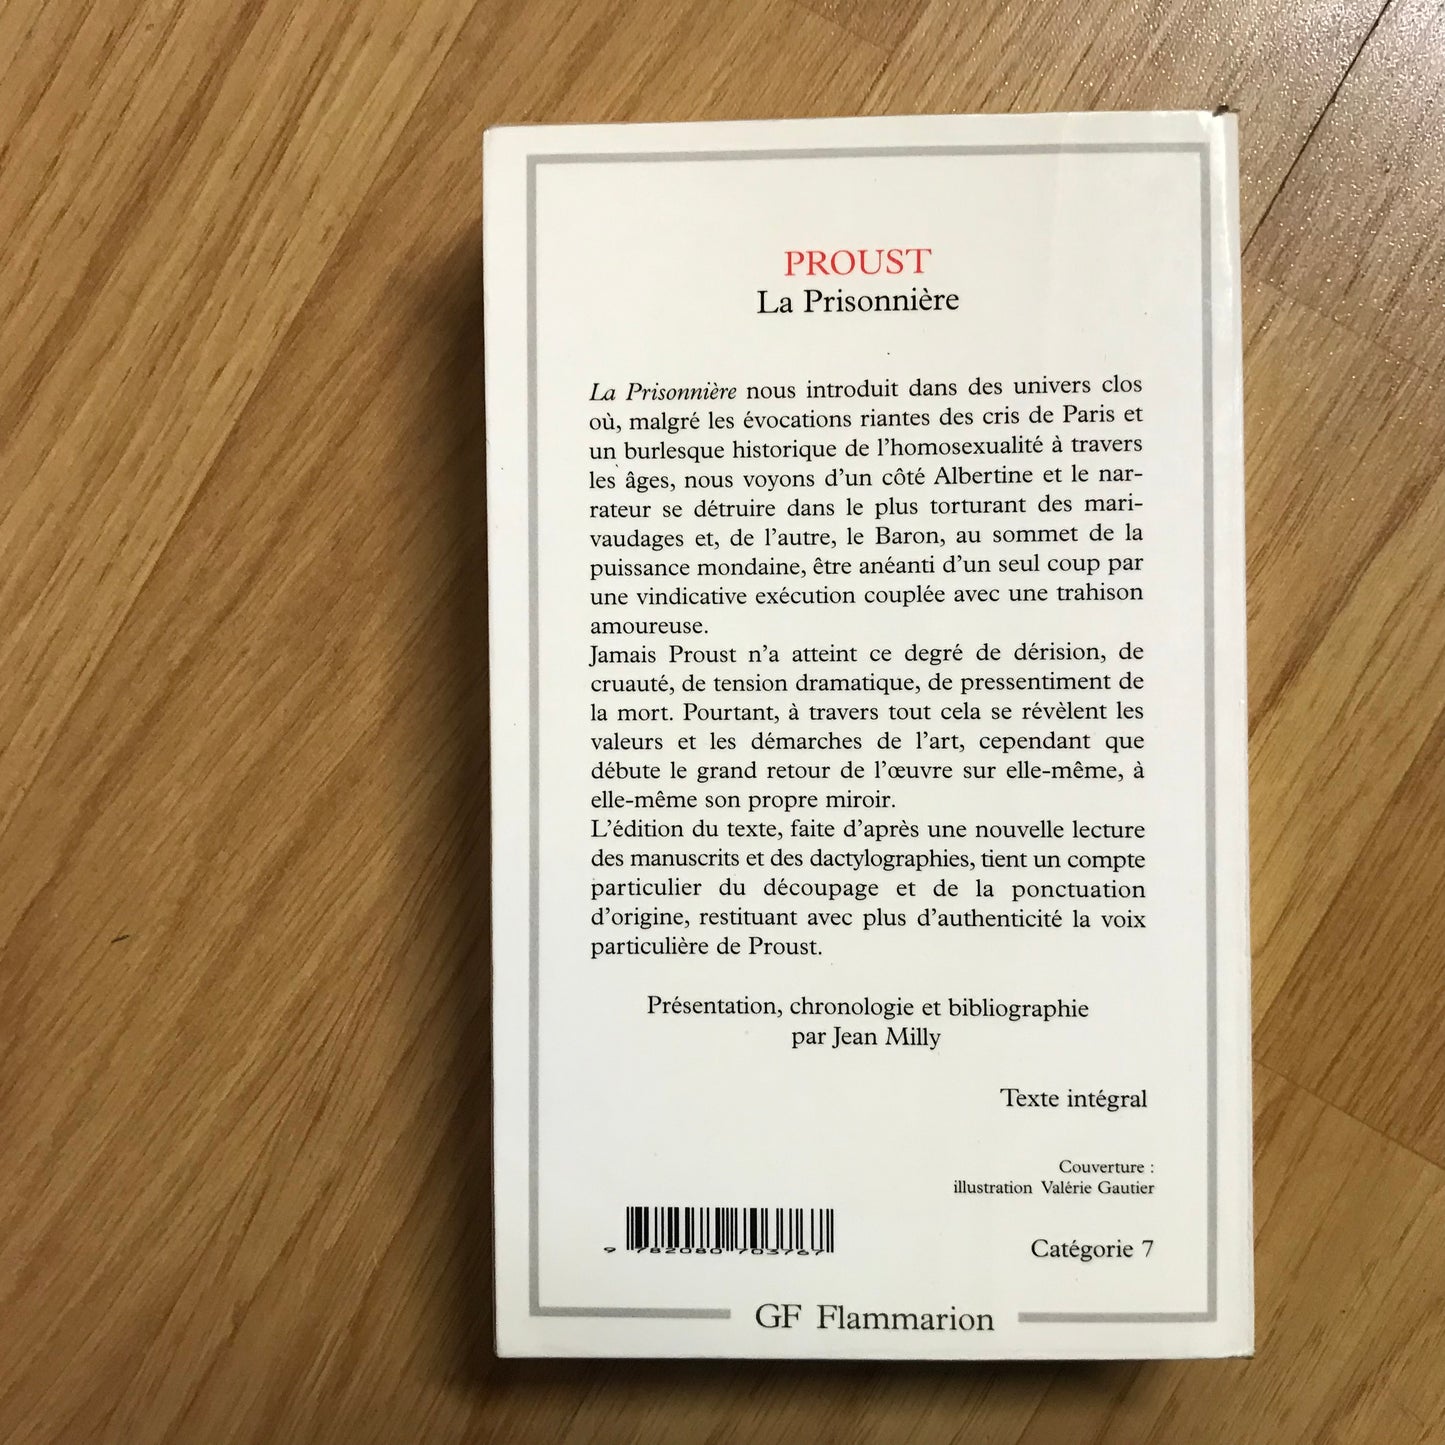 PROUST
La Prisonnière
La Prisonnière nous introduit dans des univers clos
où, malgré les évocations riantes des cris de Paris et
un burlesque historique de l'homosexualité à travers
les âges, nous voyons d'un côté Albertine et le nar-
rateur se détruire dans le plus torturant des mari-
vaudages et, de l'autre, le Baron, au sommet de la
puissance mondaine, être anéanti d'un seul coup par
une vindicative exécution couplée avec une trahison
amoureuse.
Jamais Proust n'a atteint ce degré de dérision, de
cruauté, de tension dramatique, de pressentiment de
la mort. Pourtant, à travers tout cela se révèlent les
valeurs et les démarches de l'art, cependant que
débute le grand retour de l'œuvre sur elle-même, à
elle-même son propre miroir.
L'édition du texte, faite d'après une nouvelle lecture
des manuscrits et des dactylographies, tient un compte
particulier du découpage et de la ponctuation
d'origine, restituant avec plus d'authenticité la voix
particulière de Proust.
Présentation, chronologie et bibliographie
par Jean Milly
Texte intégral
Couverture :
illustration Valérie Gautier
9 782080 703767
Catégorie 7
GF Flammarion